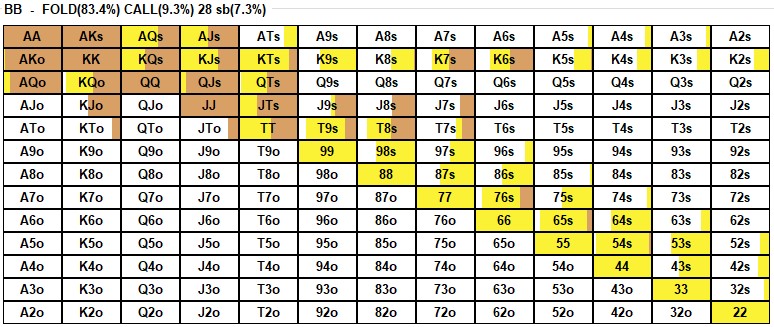 BB - FOLD(83.4%) CALL(9.3%) 28 sb(7.3%)
AA AKs AQs AJs ATs A9s A8s A7s A6s A5s A4s A3s A2s
AKo KK KQs KJs KTs K9s K8s K7s K6s K5s K4s K3s K2s
AQo KQo QQ QJs QTs Q9s Q8s Q7s Q6s Q5s Q4s Q3s Q2s
AJo KJo QJo JJ JTs J9s J8s J7s J6s J5s J4s J3s J2s
ATo KTo QTo JTo TT T9s T8s T7s T6s T5s T4s T3s T2s
A9o K9o Q9o J9o T9o 99 98s 97s 96s 95s 94s 93s 92s
A8o K8o Q8o J8o T8o 98o 88 87s 86s 85s 84s 83s 82s
A7o K7o Q7o J7o T7o 97o 87o 77 76s 75s 74s 73s 72s
A6o K6o Q6o J6o T6o 96o 86o 76o 66 65s 64s 63s 62s
A5o K5o Q5o J5o T5o 95o 85o 75o 65o 55 54s 53s 52s
A4o K4o Q4o J4o T4o 94o 84o 74o 64o 54o 44 43s 42s
A3o K3o Q3o J3o T3o 93o 83o 73o 63o 53o 43o 33 32s
A2o K2o Q2o J2o T2o 92o 82o 72o 62o 52o 42o 32o 22